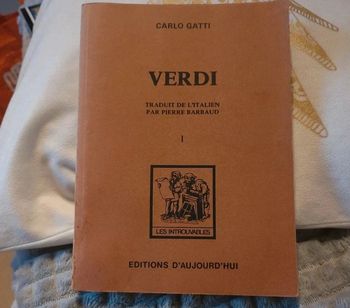 CARLO GATTI
VERDI
TRADUIT DE L'ITALIEN
PAR PIERRE BARBAUD
I
LES INTROUVABLES
EDITIONS D'AUJOURD'HUI